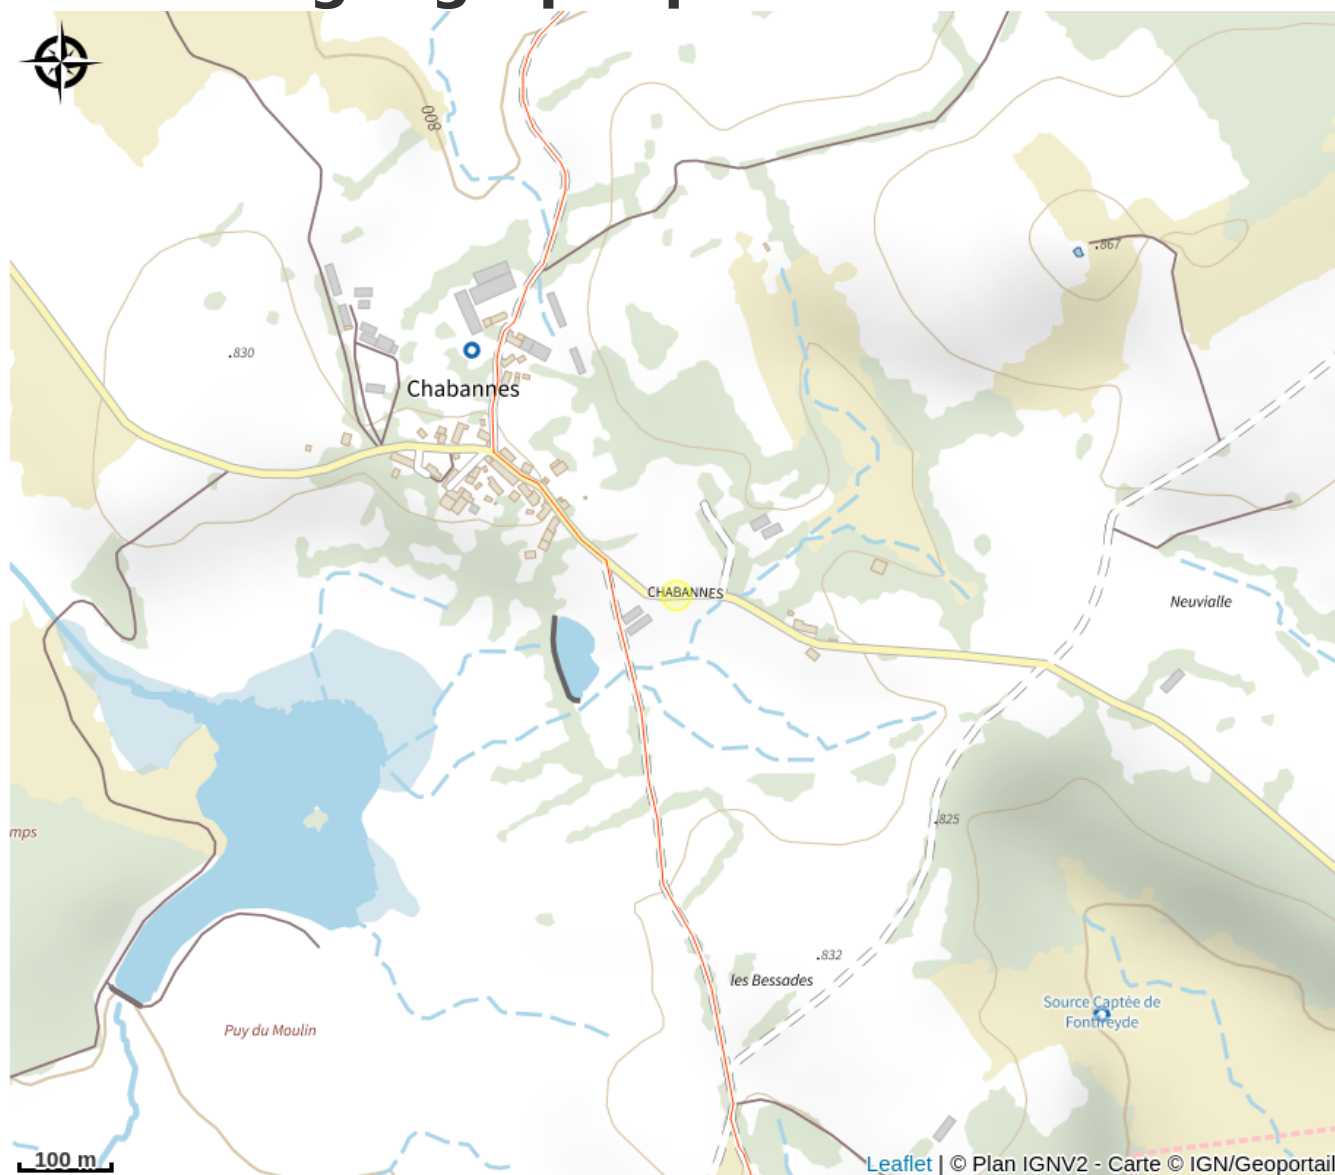 800
.867
.830
Chabannes
CHABANNES
Neuvialle
mps
.825
.832
les Bessades
Source Captée de
Fontfreyde
Puy du Moulin
100 m
Leaflet | © Plan IGNV2 - Carte © IGN/Geoportail